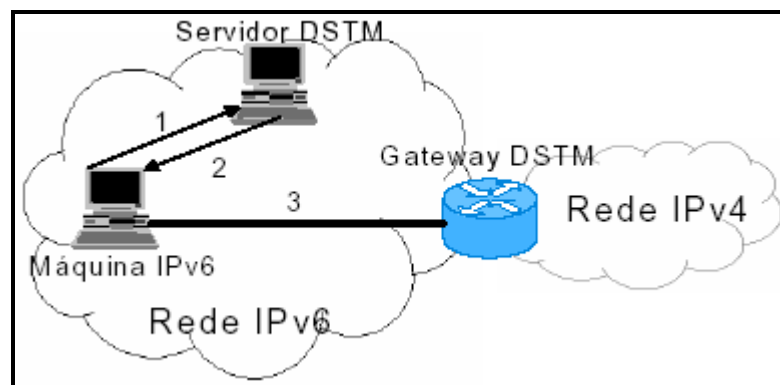 Servidor DSTM
1
2
Gateway DSTM
3
Rede IPv4
Máquina IPv6
Rede IPv6